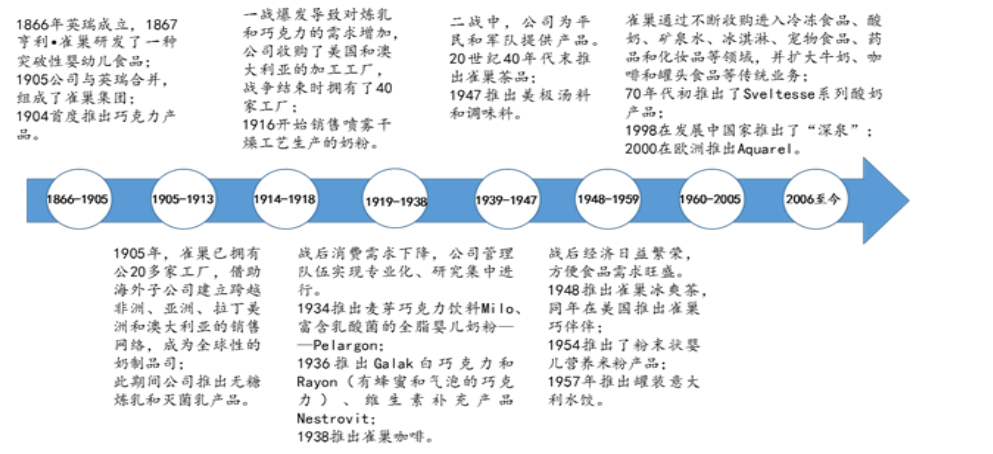 1866年英瑞成立，1867
亨利•雀巢研发了一种
突破性婴幼儿食品；
1905公司与英瑞合并，
组成了雀巢集团；
1904首度推出巧克力产
品。
一战爆发导致对炼乳
和巧克力的需求增加，
公司收购了美国和澳
大利亚的加工工厂，
战争结束时拥有了40
家工厂；
1916开始销售喷雾干
燥工艺生产的奶粉。
二战中，公司为平
民和军队提供产品。
20世纪40年代末推
出雀巢茶品；
1947推出美极汤料
和调味料。
雀巢通过不断收购进入冷冻食品、酸
奶、矿泉水、冰淇淋、宠物食品、药
品和化妆品等领域，并扩大牛奶、咖
啡和罐头食品等传统业务；
70年代初推出了Sveltesse系列酸奶
产品；
1998在发展中国家推出了“深泉”；
2000在欧洲推出Aquarel。
1866-1905
1905-1913
1914-1918
1919-1938
1939-1947
1948-1959
1960-2005
2006至今
1905年，雀巢已拥有
公20多家工厂，借助
海外子公司建立跨越
非洲、亚洲、拉丁美
洲和澳大利亚的销售
网络，成为全球性的
奶制品司；
此期间公司推出无糖
炼乳和灭菌乳产品。
战后消费需求下降，公司管理
队伍实现专业化、研究集中进
行。
1934推出麦芽巧克力饮料Milo、
富含乳酸菌的全脂婴儿奶粉—
—Pelargon；
1936推出Galak白巧克力和
Rayon（有蜂蜜和气泡的巧克
力）、维生素补充产品
Nestrovit；
1938推出雀巢咖啡。
战后经济日益繁荣，
方便食品需求旺盛。
1948推出雀巢冰爽茶，
同年在美国推出雀巢
巧伴伴；
1954推出了粉末状婴
儿营养米粉产品；
1957年推出罐装意大
利水饺。